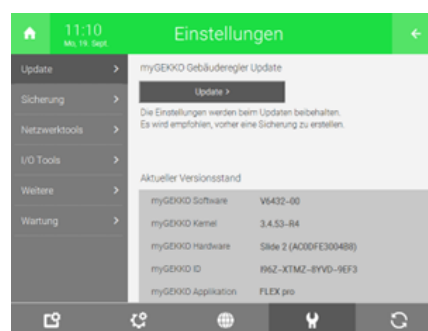 11:10
Mo, 19. Sept.
Einstellungen
Update
Sicherung
Netzwerktools
I/O Tools
Weitere
Wartung
myGEKKO Gebäuderegler Update
Update >
Die Einstellungen werden beim Updaten beibehalten.
Es wird empfohlen, vorher eine Sicherung zu erstellen.
Aktueller Versionsstand
myGEKKO Software V6432-00
myGEKKO Kernel 3.4.53-R4
myGEKKO Hardware Slide 2 (AC0DFE3004B8)
myGEKKO ID I96Z-XTMZ-8YVD-9EF3
myGEKKO Applikation FLEX pro